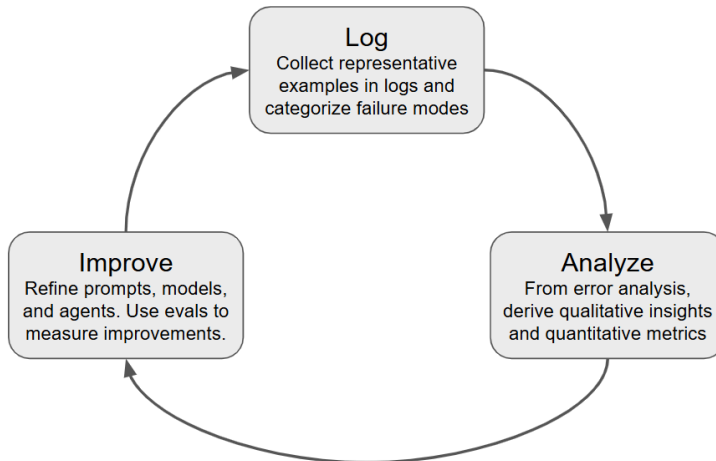 Log
Collect representative
examples in logs and
categorize failure modes
Improve
Refine prompts, models,
and agents. Use evals to
measure improvements.
Analyze
From error analysis,
derive qualitative insights
and quantitative metrics